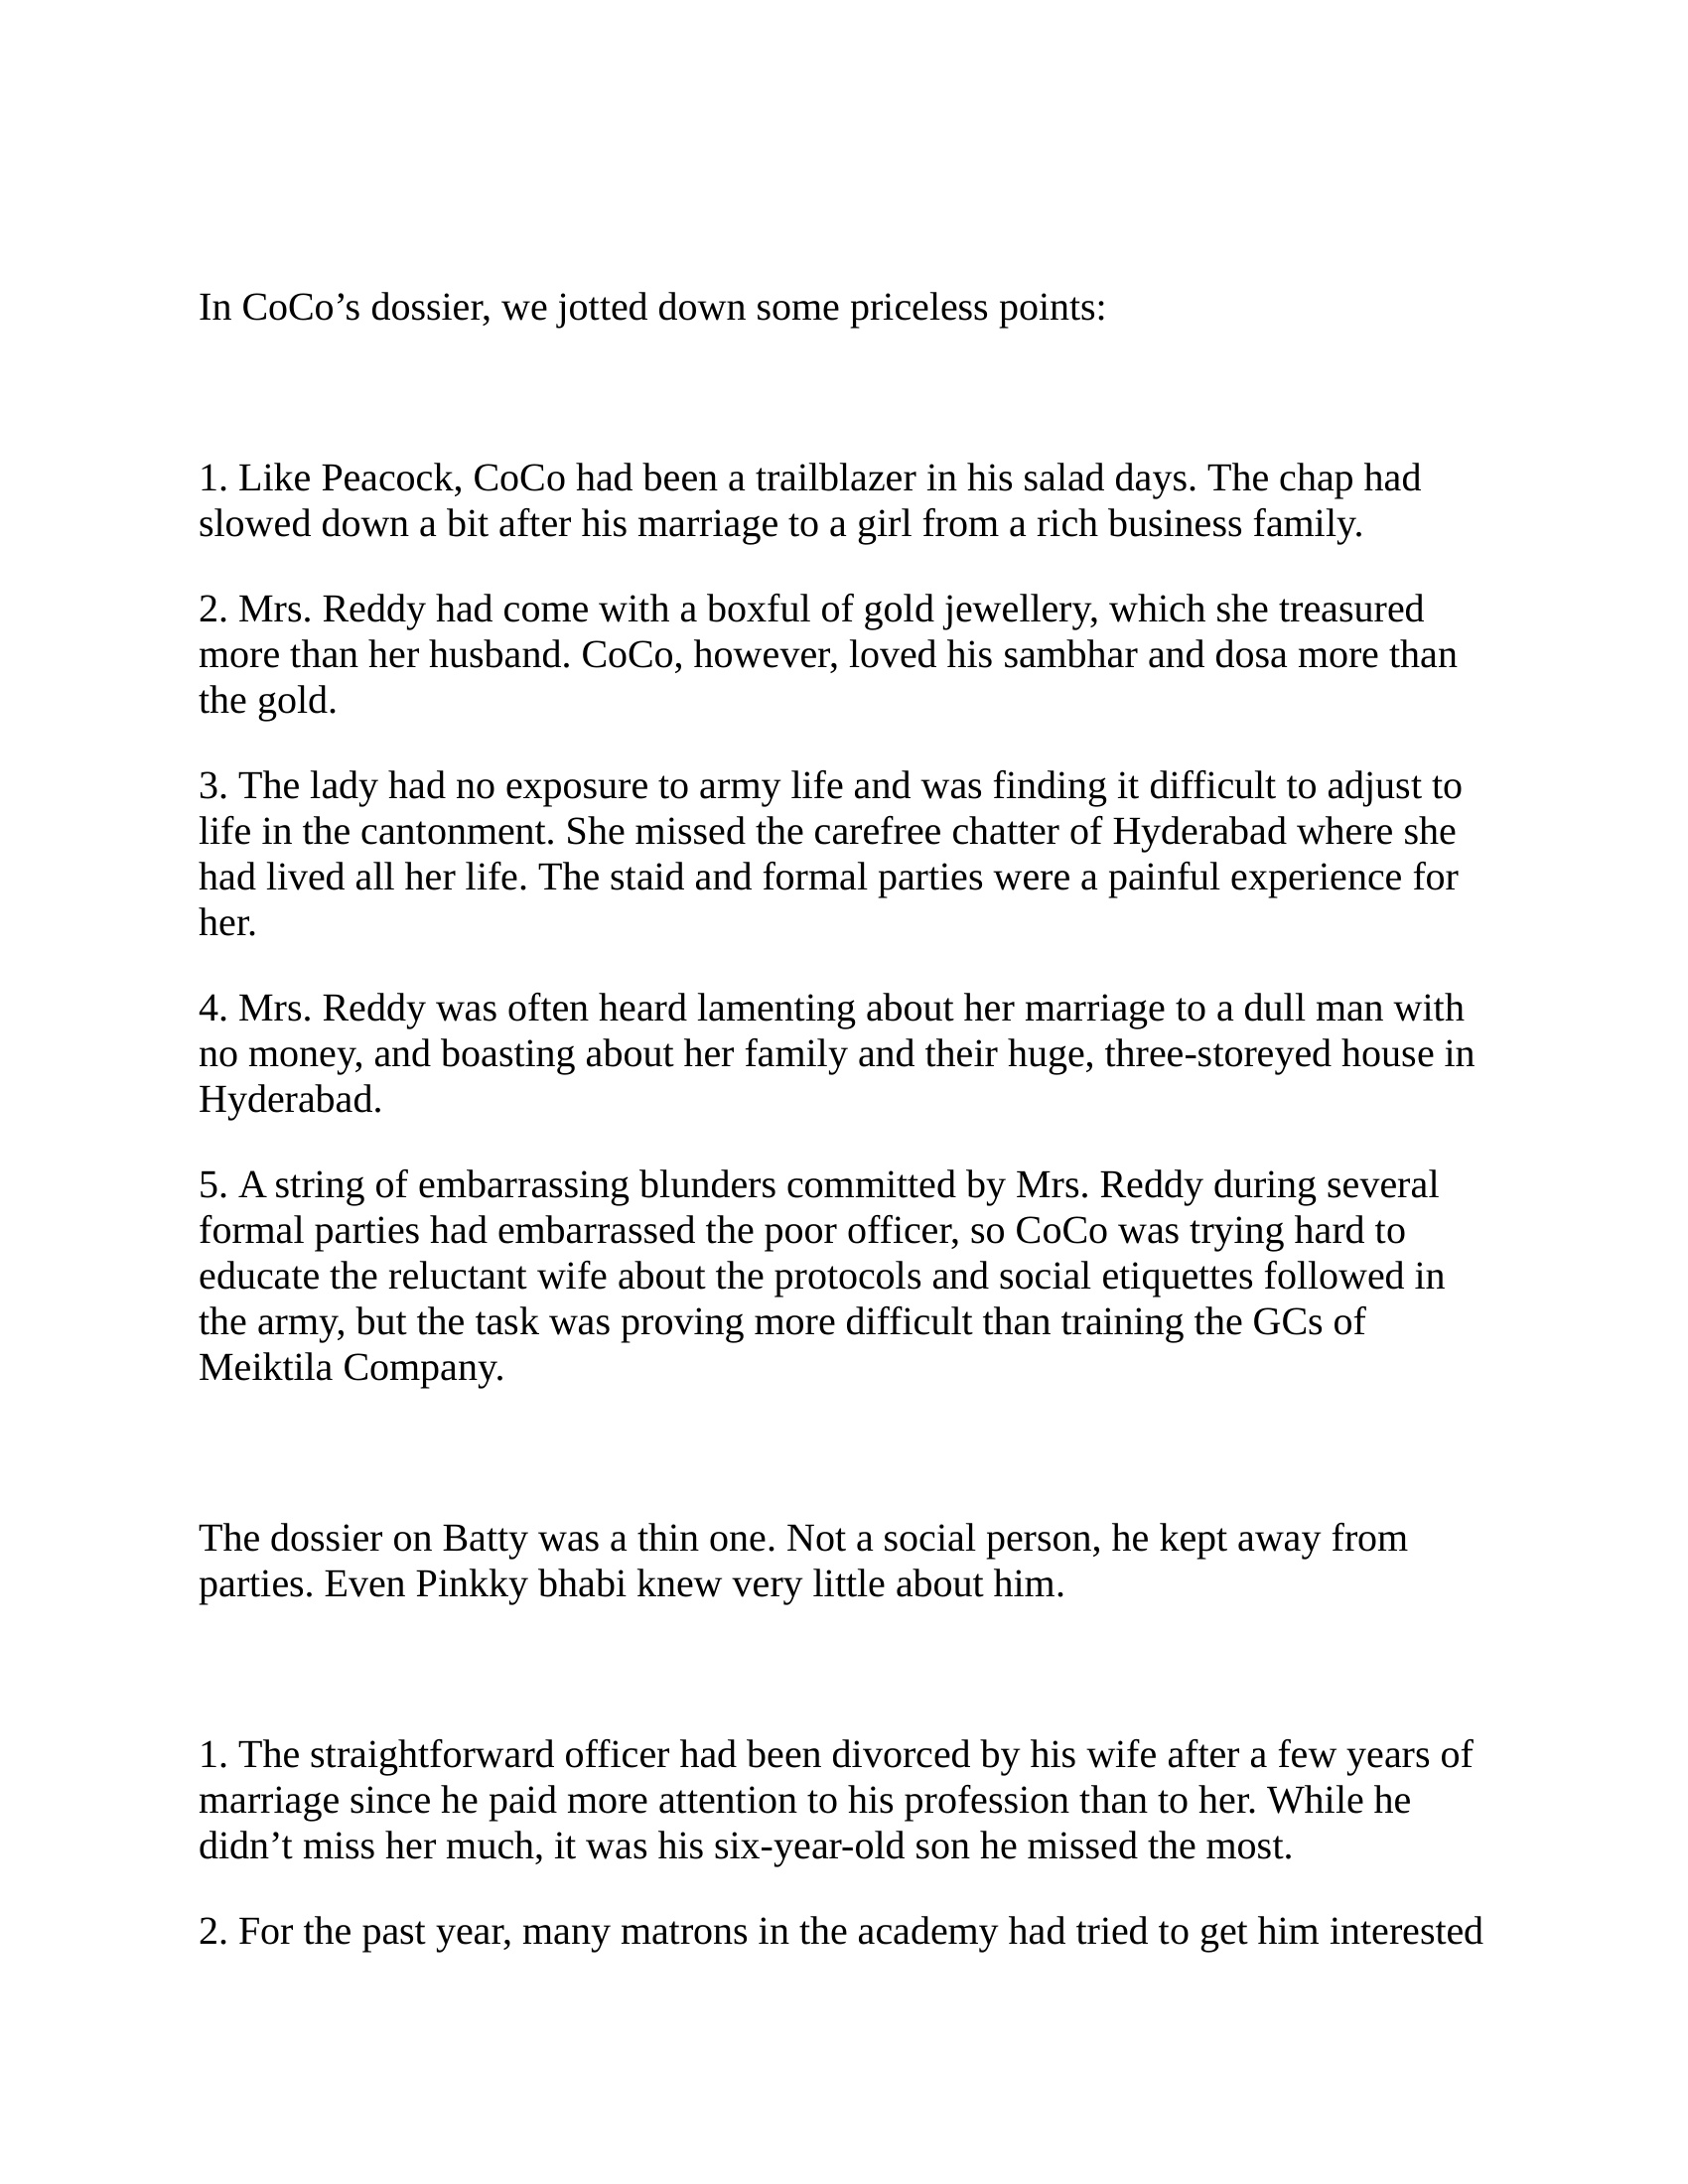 In CoCo’s dossier, we jotted down some priceless points:
1. Like Peacock, CoCo had been a trailblazer in his salad days. The chap had
slowed down a bit after his marriage to a girl from a rich business family.
2. Mrs. Reddy had come with a boxful of gold jewellery, which she treasured
more than her husband. CoCo, however, loved his sambhar and dosa more than
the gold.
3. The lady had no exposure to army life and was finding it difficult to adjust to
life in the cantonment. She missed the carefree chatter of Hyderabad where she
had lived all her life. The staid and formal parties were a painful experience for
her.
4. Mrs. Reddy was often heard lamenting about her marriage to a dull man with
no money, and boasting about her family and their huge, three-storeyed house in
Hyderabad.
5. A string of embarrassing blunders committed by Mrs. Reddy during several
formal parties had embarrassed the poor officer, so CoCo was trying hard to
educate the reluctant wife about the protocols and social etiquettes followed in
the army, but the task was proving more difficult than training the GCs of
Meiktila Company.
The dossier on Batty was a thin one. Not a social person, he kept away from
parties. Even Pinkky bhabi knew very little about him.
1. The straightforward officer had been divorced by his wife after a few years of
marriage since he paid more attention to his profession than to her. While he
didn’t miss her much, it was his six-year-old son he missed the most.
2. For the past year, many matrons in the academy had tried to get him interested